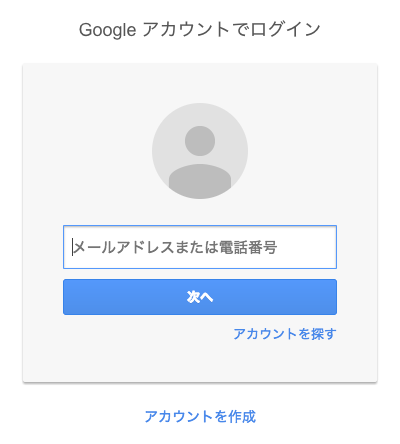 Google アカウントでログイン
メールアドレスまたは電話番号
次へ
アカウントを探す
アカウントを作成